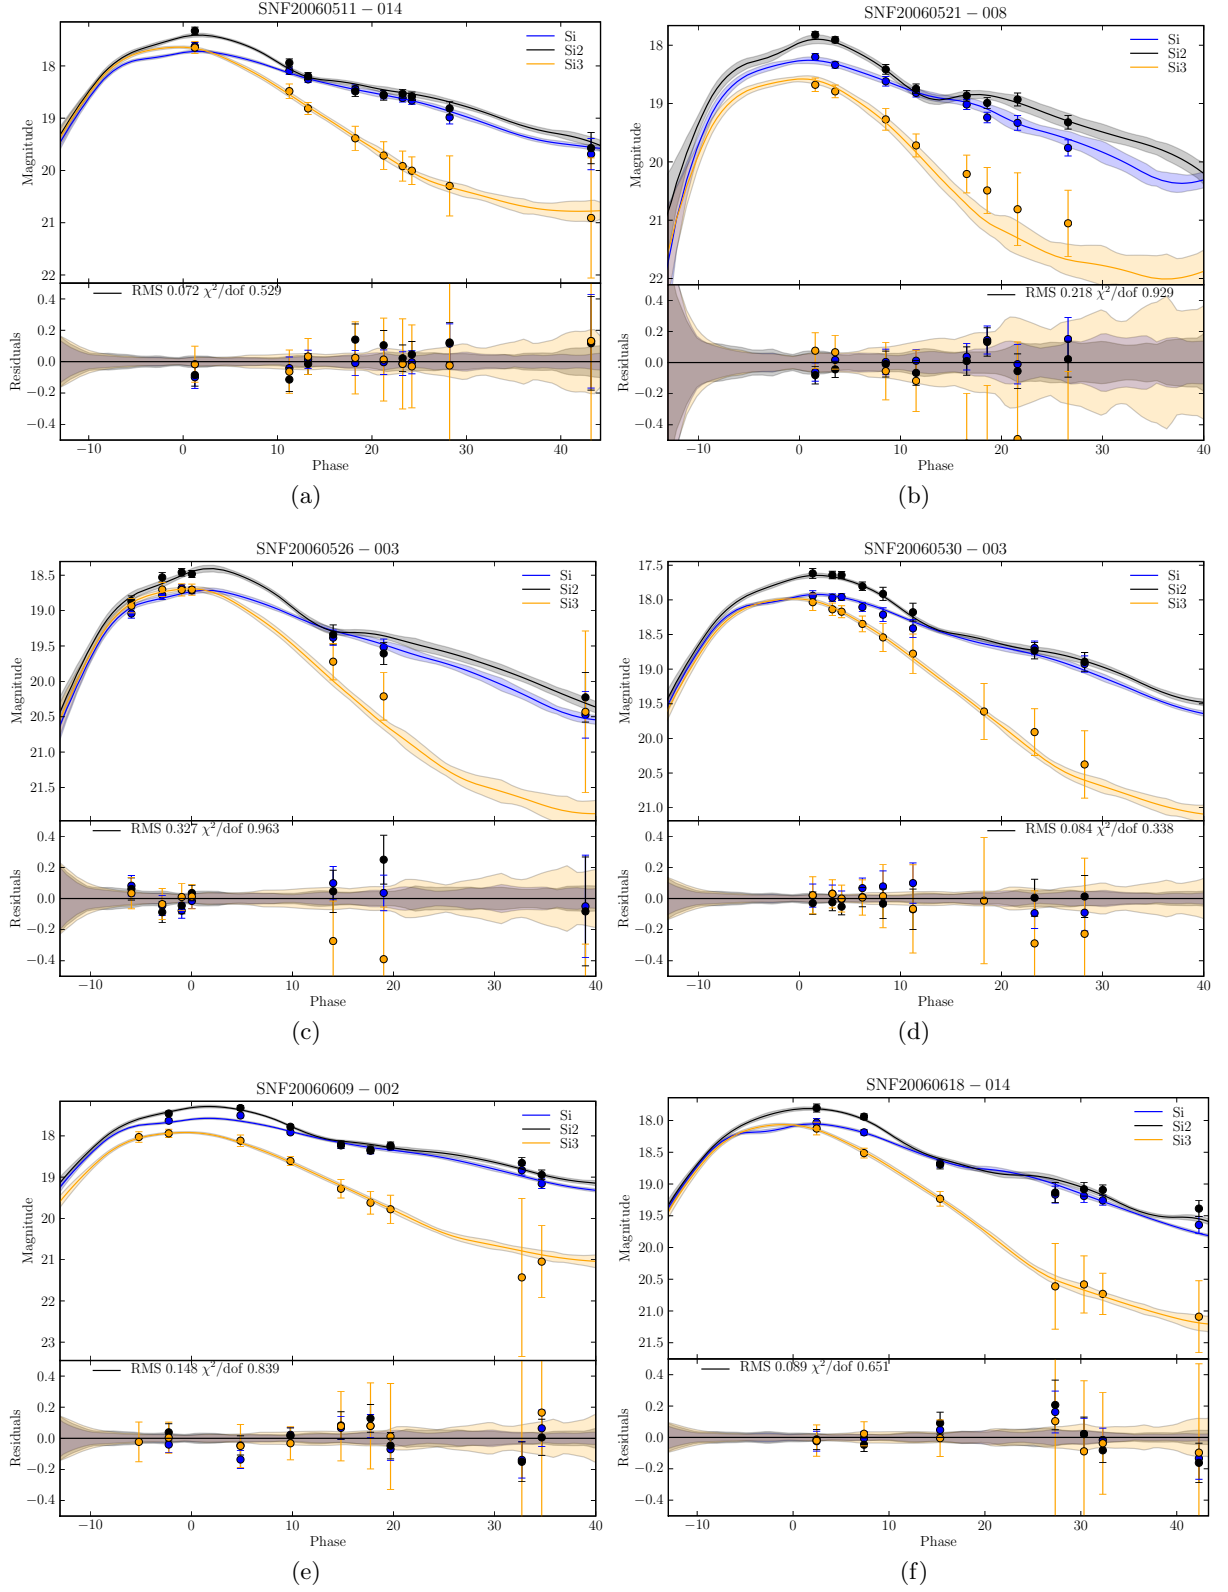 SNF20060511 − 014
Si
Si2
Si3
Magnitude
18
19
20
21
22
RMS 0.072 χ²/dof 0.529
Residuals
0.4
0.2
0.0
−0.2
−0.4
−10 0 10 20 30 40
Phase
(a)
SNF20060521 − 008
Si
Si2
Si3
Magnitude
18
19
20
21
22
RMS 0.218 χ²/dof 0.929
Residuals
0.4
0.2
0.0
−0.2
−0.4
−10 0 10 20 30 40
Phase
(b)
SNF20060526 − 003
Si
Si2
Si3
Magnitude
18.5
19.0
19.5
20.0
20.5
21.0
21.5
RMS 0.327 χ²/dof 0.963
Residuals
0.4
0.2
0.0
−0.2
−0.4
−10 0 10 20 30 40
Phase
(c)
SNF20060530 − 003
Si
Si2
Si3
Magnitude
17.5
18.0
18.5
19.0
19.5
20.0
20.5
21.0
RMS 0.084 χ²/dof 0.338
Residuals
0.4
0.2
0.0
−0.2
−0.4
−10 0 10 20 30 40
Phase
(d)
SNF20060609 − 002
Si
Si2
Si3
Magnitude
18
19
20
21
22
23
RMS 0.148 χ²/dof 0.839
Residuals
0.4
0.2
0.0
−0.2
−0.4
−10 0 10 20 30 40
Phase
(e)
SNF20060618 − 014
Si
Si2
Si3
Magnitude
18.0
18.5
19.0
19.5
20.0
20.5
21.0
21.5
RMS 0.089 χ²/dof 0.651
Residuals
0.4
0.2
0.0
−0.2
−0.4
−10 0 10 20 30 40
Phase
(f)